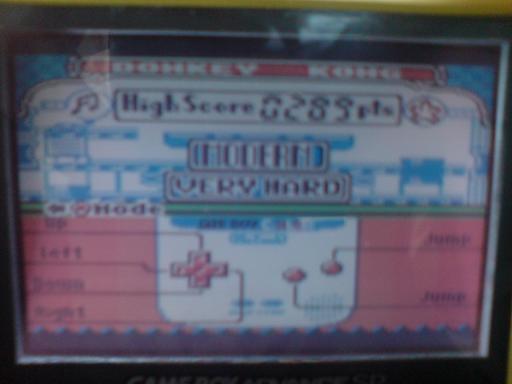 DONKEY KONG
High Score 0289 pts
MODERN
VERY HARD
Mode
Up
Left
Down
Right
Jump
Jump
GAME BOY ADVANCE SP